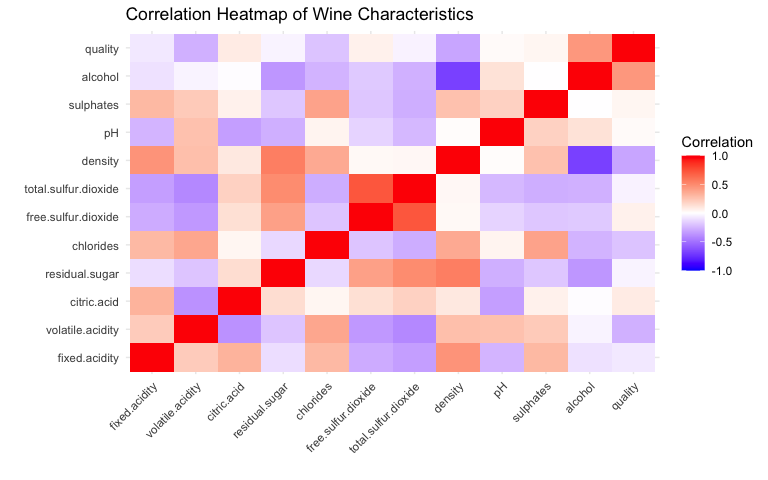 Correlation Heatmap of Wine Characteristics
quality
alcohol
sulphates
pH
density
total.sulfur.dioxide
free.sulfur.dioxide
chlorides
residual.sugar
citric.acid
volatile.acidity
fixed.acidity
fixed.acidity
volatile.acidity
citric.acid
residual.sugar
chlorides
free.sulfur.dioxide
total.sulfur.dioxide
density
pH
sulphates
alcohol
quality
Correlation
1.0
0.5
0.0
-0.5
-1.0